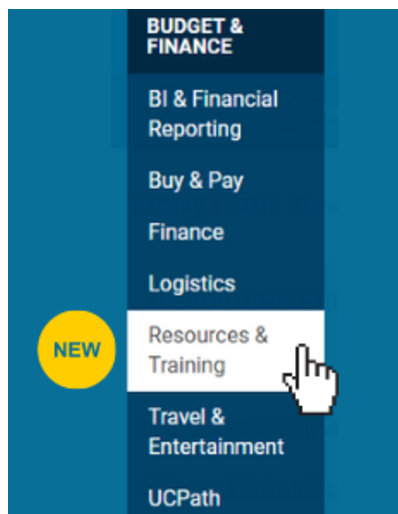 BUDGET &
FINANCE
BI & Financial
Reporting
Buy & Pay
Finance
Logistics
NEW
Resources &
Training
Travel &
Entertainment
UCPath